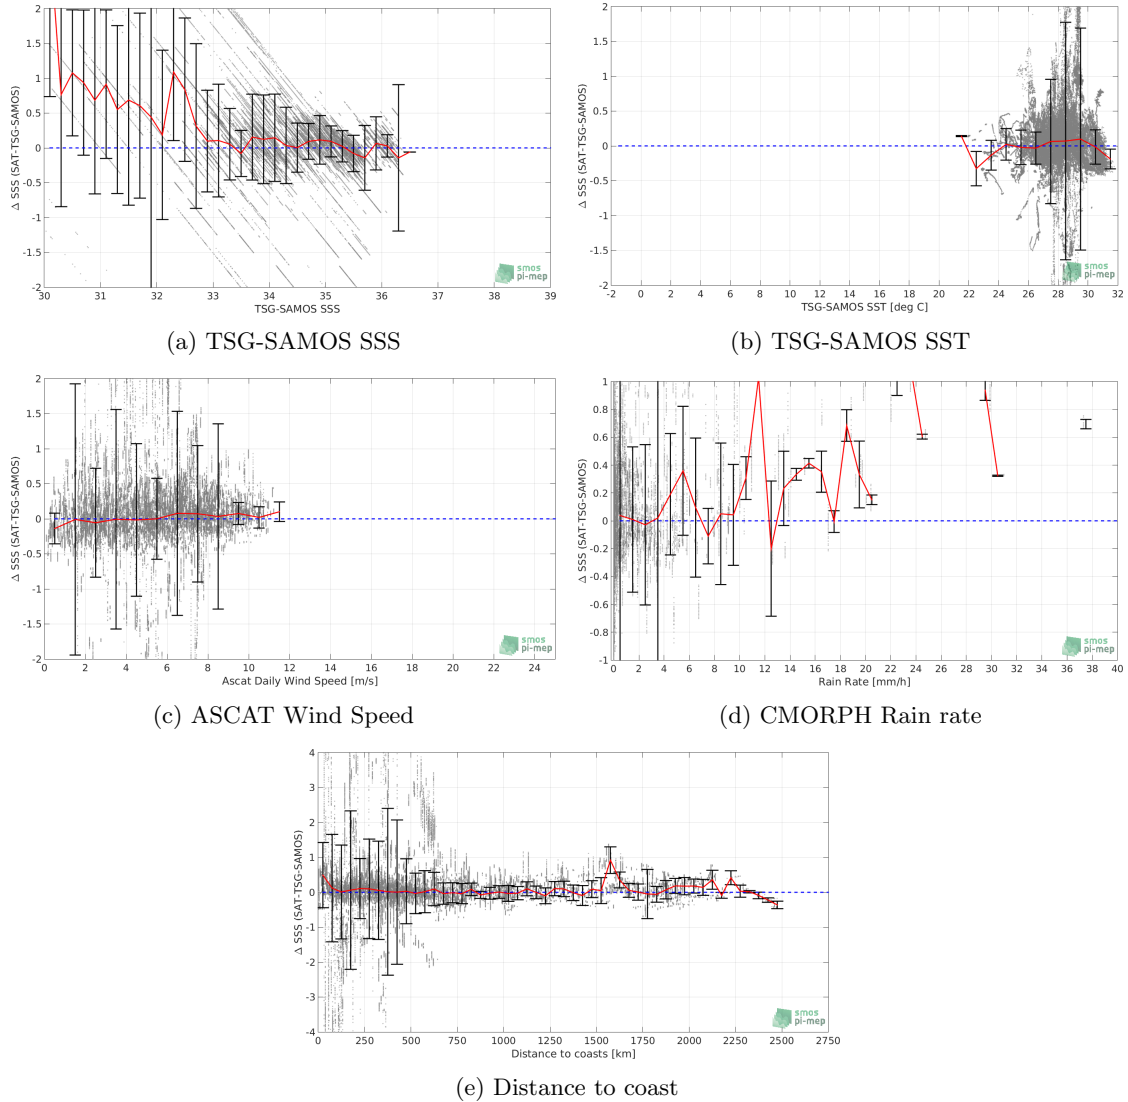 2
1.5
1
0.5
0
-0.5
-1
-1.5
-2
Δ SSS (SAT-TSG-SAMOS)
30 31 32 33 34 35 36 37 38 39
TSG-SAMOS SSS
smos
pi-mep
(a) TSG-SAMOS SSS
2
1.5
1
0.5
0
-0.5
-1
-1.5
-2
Δ SSS (SAT-TSG-SAMOS)
-2 0 2 4 6 8 10 12 14 16 18 20 22 24 26 28 30 32
TSG-SAMOS SST [deg C]
smos
pi-mep
(b) TSG-SAMOS SST
2
1.5
1
0.5
0
-0.5
-1
-1.5
-2
Δ SSS (SAT-TSG-SAMOS)
0 2 4 6 8 10 12 14 16 18 20 22 24
Ascat Daily Wind Speed [m/s]
smos
pi-mep
(c) ASCAT Wind Speed
1
0.8
0.6
0.4
0.2
0
-0.2
-0.4
-0.6
-0.8
-1
Δ SSS (SAT-TSG-SAMOS)
0 2 4 6 8 10 12 14 16 18 20 22 24 26 28 30 32 34 36 38 40
Rain Rate [mm/h]
smos
pi-mep
(d) CMORPH Rain rate
4
3
2
1
0
-1
-2
-3
-4
Δ SSS (SAT-TSG-SAMOS)
0 250 500 750 1000 1250 1500 1750 2000 2250 2500 2750
Distance to coasts [km]
smos
pi-mep
(e) Distance to coast